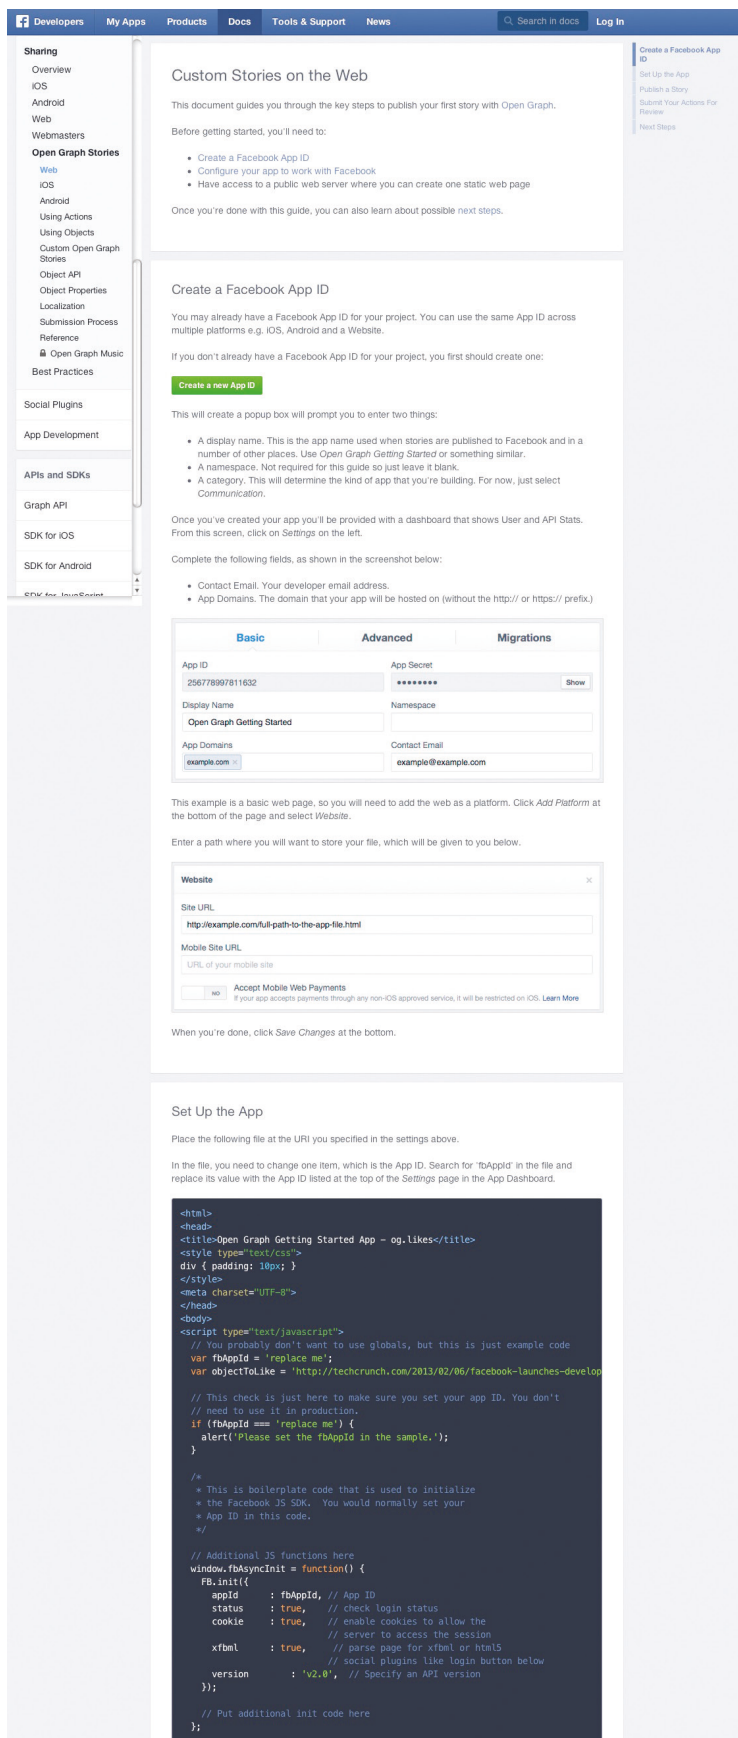 Developers My Apps Products Docs Tools & Support News Search in docs Log In
Sharing
Overview
iOS
Android
Web
Webmasters
Open Graph Stories
Web
iOS
Android
Using Actions
Using Objects
Custom Open Graph
Stories
Object API
Object Properties
Localization
Submission Process
Reference
Open Graph Music
Best Practices
Social Plugins
App Development
APIs and SDKs
Graph API
SDK for iOS
SDK for Android
SDK for JavaScript
Custom Stories on the Web
This document guides you through the key steps to publish your first story with Open Graph.
Before getting started, you'll need to:
• Create a Facebook App ID
• Configure your app to work with Facebook
• Have access to a public web server where you can create one static web page
Once you're done with this guide, you can also learn about possible next steps.
Create a Facebook App
ID
Set Up the App
Publish a Story
Submit Your Actions For
Review
Next Steps
Create a Facebook App ID
You may already have a Facebook App ID for your project. You can use the same App ID across
multiple platforms e.g. iOS, Android and a Website.
If you don't already have a Facebook App ID for your project, you first should create one:
Create a new App ID
This will create a popup box will prompt you to enter two things:
• A display name. This is the app name used when stories are published to Facebook and in a
number of other places. Use Open Graph Getting Started or something similar.
• A namespace. Not required for this guide so just leave it blank.
• A category. This will determine the kind of app that you're building. For now, just select
Communication.
Once you've created your app you'll be provided with a dashboard that shows User and API Stats.
From this screen, click on Settings on the left.
Complete the following fields, as shown in the screenshot below:
• Contact Email. Your developer email address.
• App Domains. The domain that your app will be hosted on (without the http:// or https:// prefix.)
Basic Advanced Migrations
App ID App Secret
256778997811632 •••••••• Show
Display Name Namespace
Open Graph Getting Started
App Domains Contact Email
example.com × example@example.com
This example is a basic web page, so you will need to add the web as a platform. Click Add Platform at
the bottom of the page and select Website.
Enter a path where you will want to store your file, which will be given to you below.
Website ×
Site URL
http://example.com/full-path-to-the-app-file.html
Mobile Site URL
URL of your mobile site
NO Accept Mobile Web Payments
If your app accepts payments through any non-iOS approved service, it will be restricted on iOS. Learn More
When you're done, click Save Changes at the bottom.
Set Up the App
Place the following file at the URI you specified in the settings above.
In the file, you need to change one item, which is the App ID. Search for 'fbAppId' in the file and
replace its value with the App ID listed at the top of the Settings page in the App Dashboard.
<html>
<head>
<title>Open Graph Getting Started App - og.likes</title>
<style type="text/css">
div { padding: 10px; }
</style>
<meta charset="UTF-8">
</head>
<body>
<script type="text/javascript">
// You probably don't want to use globals, but this is just example code
var fbAppId = 'replace me';
var objectToLike = 'http://techcrunch.com/2013/02/06/facebook-launches-develop
// This check is just here to make sure you set your app ID. You don't
// need to use it in production.
if (fbAppId === 'replace me') {
alert('Please set the fbAppId in the sample.');
}
/*
* This is boilerplate code that is used to initialize
* the Facebook JS SDK. You would normally set your
* App ID in this code.
*/
// Additional JS functions here
window.fbAsyncInit = function() {
FB.init({
appId : fbAppId, // App ID
status : true, // check login status
cookie : true, // enable cookies to allow the
// server to access the session
xfbml : true, // parse page for xfbml or html5
// social plugins like login button below
version : 'v2.0', // Specify an API version
});
// Put additional init code here
};